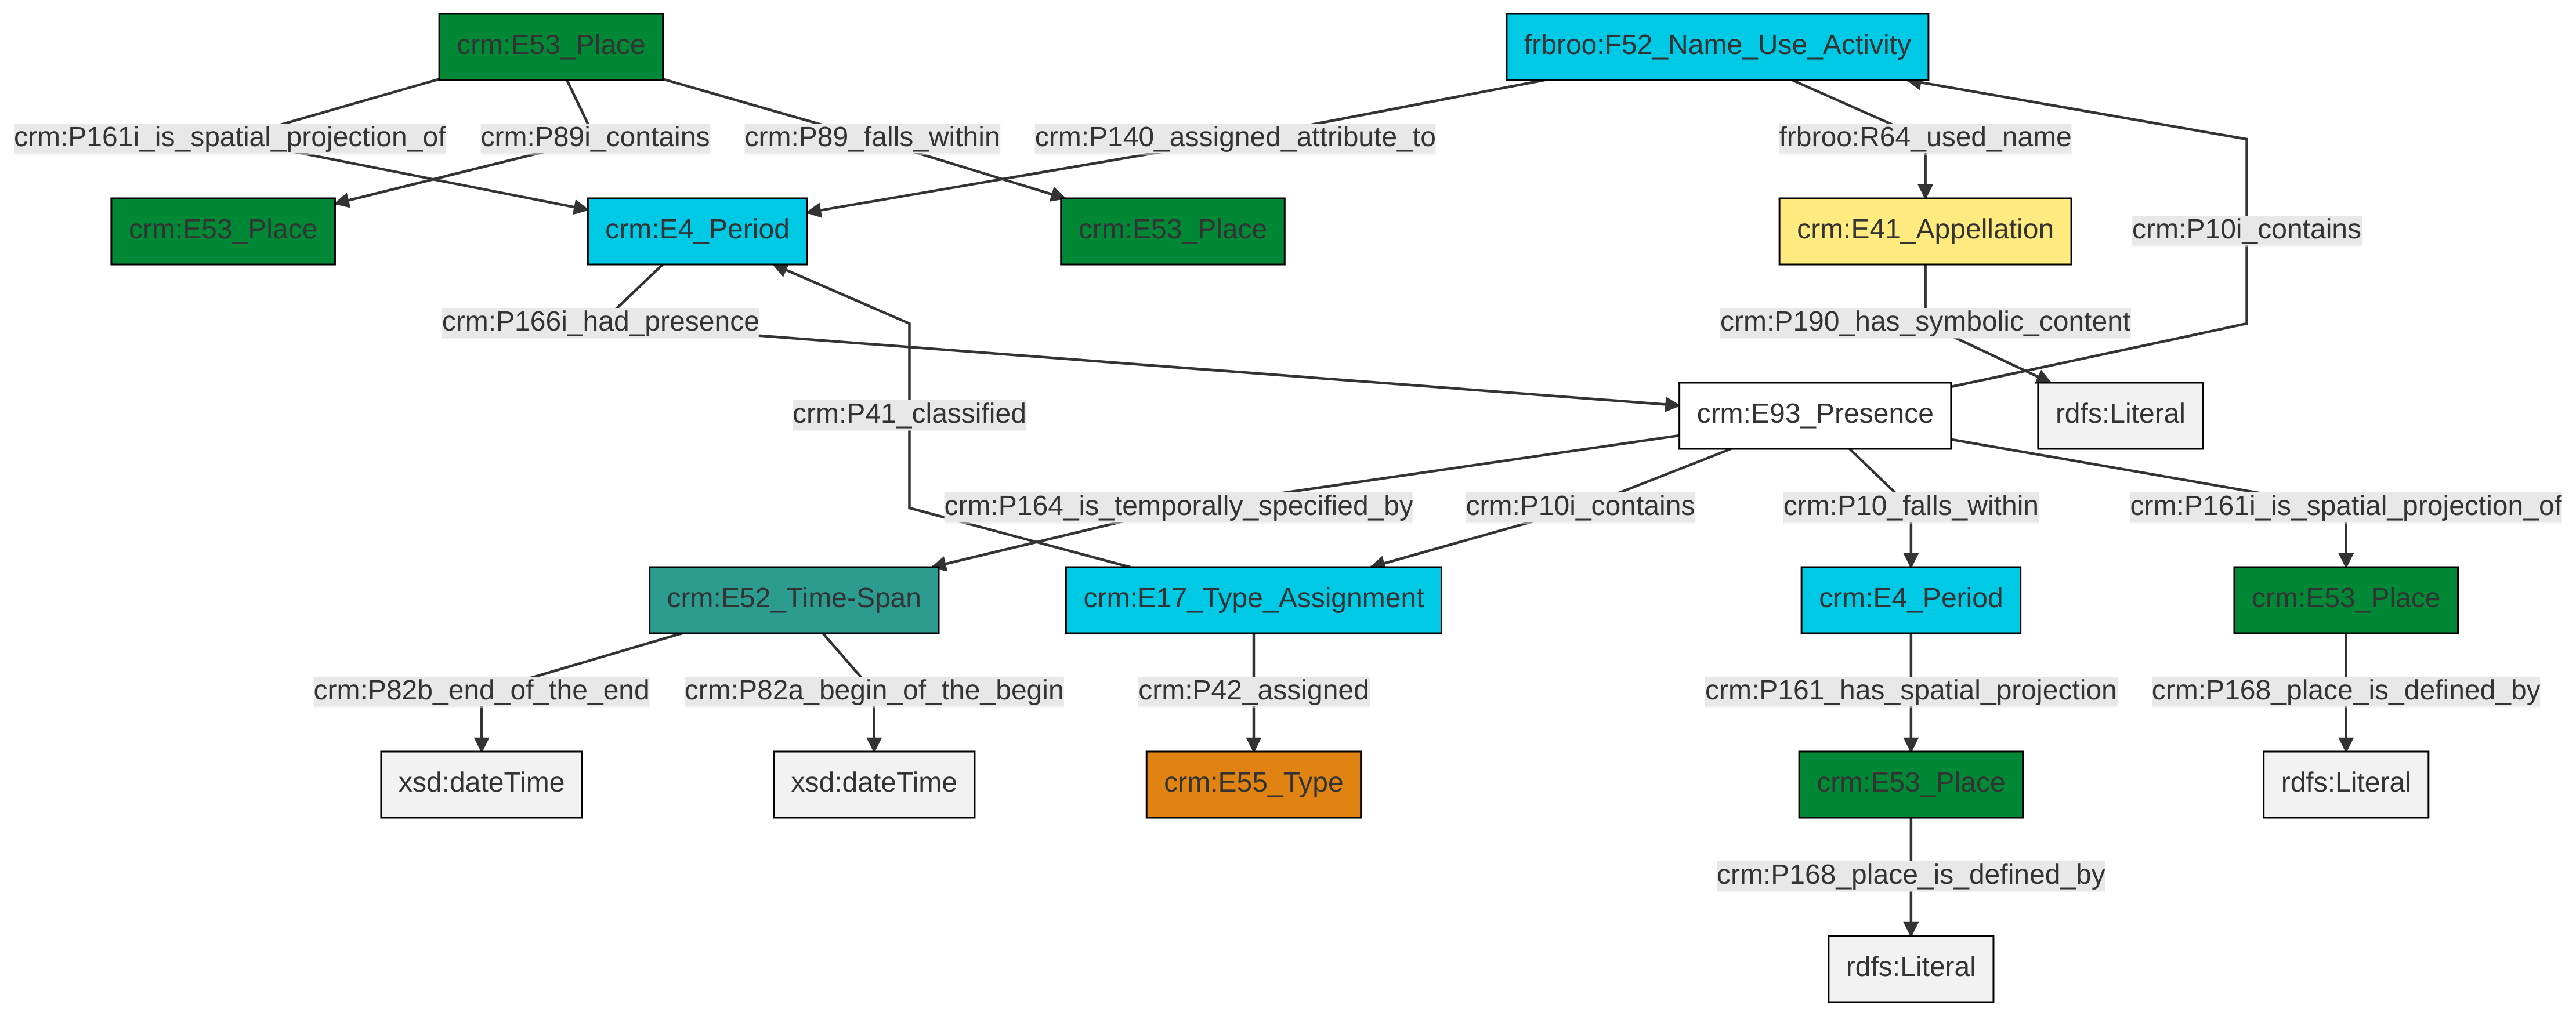 crm:E53_Place
frbroo:F52_Name_Use_Activity
crm:P161i_is_spatial_projection_of
crm:P89i_contains
crm:P89_falls_within
crm:P140_assigned_attribute_to
frbroo:R64_used_name
crm:E53_Place
crm:E4_Period
crm:E53_Place
crm:E41_Appellation
crm:P10i_contains
crm:P166i_had_presence
crm:P190_has_symbolic_content
crm:P41_classified
crm:E93_Presence
rdfs:Literal
crm:P164_is_temporally_specified_by
crm:P10i_contains
crm:P10_falls_within
crm:P161i_is_spatial_projection_of
crm:E52_Time-Span
crm:E17_Type_Assignment
crm:E4_Period
crm:E53_Place
crm:P82b_end_of_the_end
crm:P82a_begin_of_the_begin
crm:P42_assigned
crm:P161_has_spatial_projection
crm:P168_place_is_defined_by
xsd:dateTime
xsd:dateTime
crm:E55_Type
crm:E53_Place
rdfs:Literal
crm:P168_place_is_defined_by
rdfs:Literal